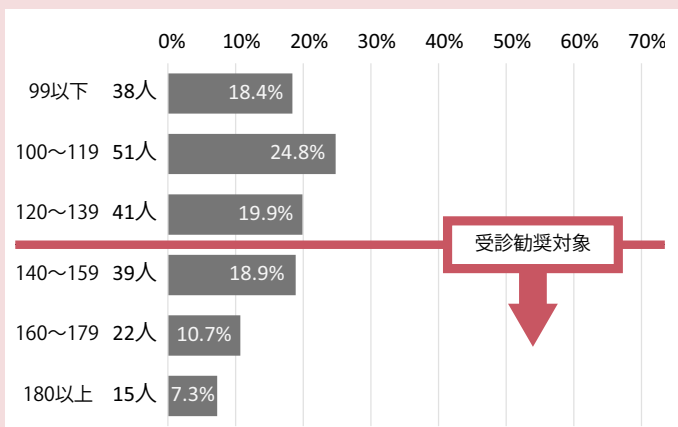 0% 10% 20% 30% 40% 50% 60% 70%
99以下 38人 18.4%
100〜119 51人 24.8%
120〜139 41人 19.9%
受診勧奨対象
140〜159 39人 18.9%
160〜179 22人 10.7%
180以上 15人 7.3%